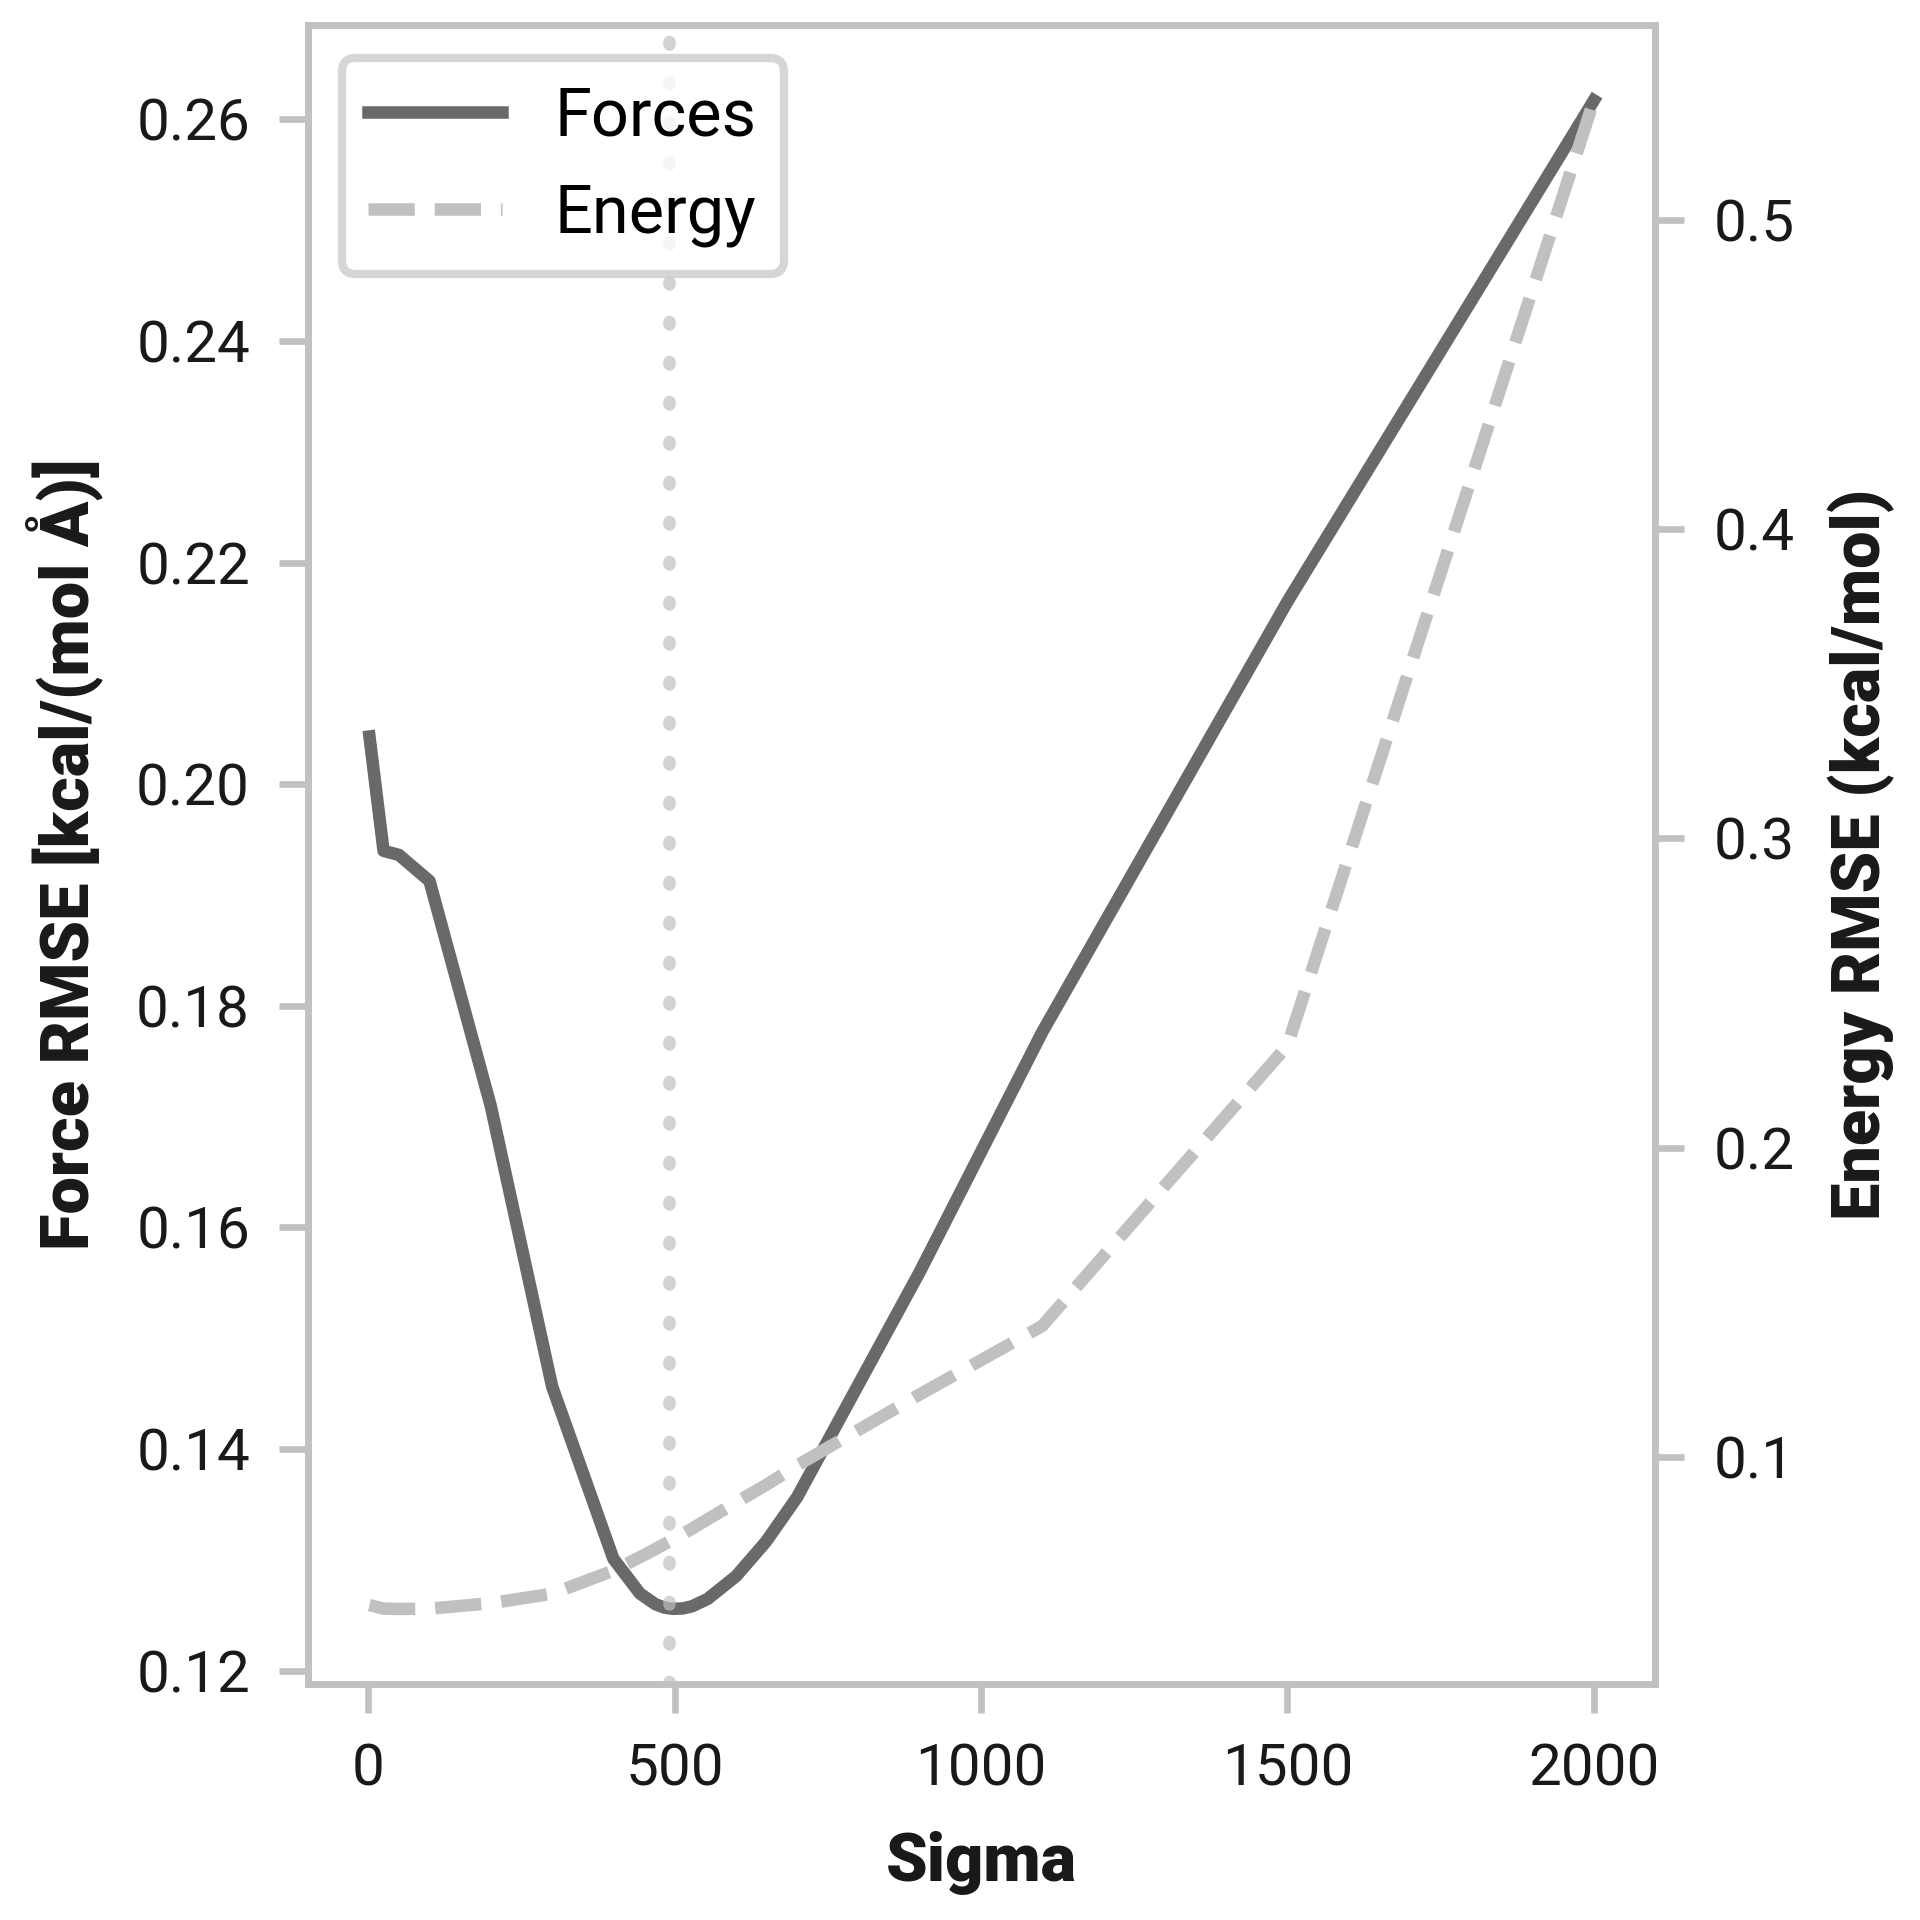 Forces
Energy
Force RMSE [kcal/(mol Å)]
0.26
0.24
0.22
0.20
0.18
0.16
0.14
0.12
0.5
0.4
0.3
0.2
0.1
Energy RMSE (kcal/mol)
0 500 1000 1500 2000
Sigma